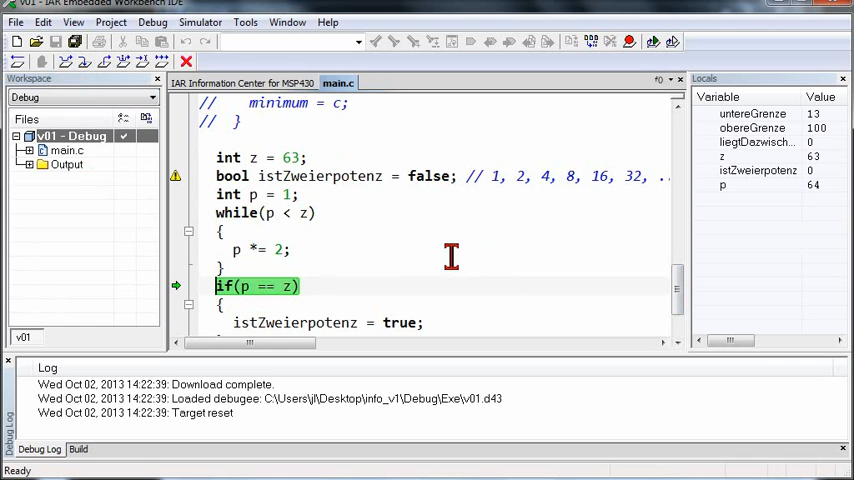 v01 - IAR Embedded Workbench IDE
File Edit View Project Debug Simulator Tools Window Help
Workspace
Debug
Files
v01 - Debug
main.c
Output
v01
IAR Information Center for MSP430 main.c f()
// minimum = c;
// }
int z = 63;
bool istZweierpotenz = false; // 1, 2, 4, 8, 16, 32, ..
int p = 1;
while(p < z)
{
p *= 2;
}
if(p == z)
{
istZweierpotenz = true;
Locals
Variable Value
untereGrenze 13
obereGrenze 100
liegtDazwisch... 0
z 63
istZweierpotenz 0
p 64
Log
Wed Oct 02, 2013 14:22:39: Download complete.
Wed Oct 02, 2013 14:22:39: Loaded debugee: C:\Users\jl\Desktop\info_v1\Debug\Exe\v01.d43
Wed Oct 02, 2013 14:22:39: Target reset
Debug Log
Debug Log Build
Ready